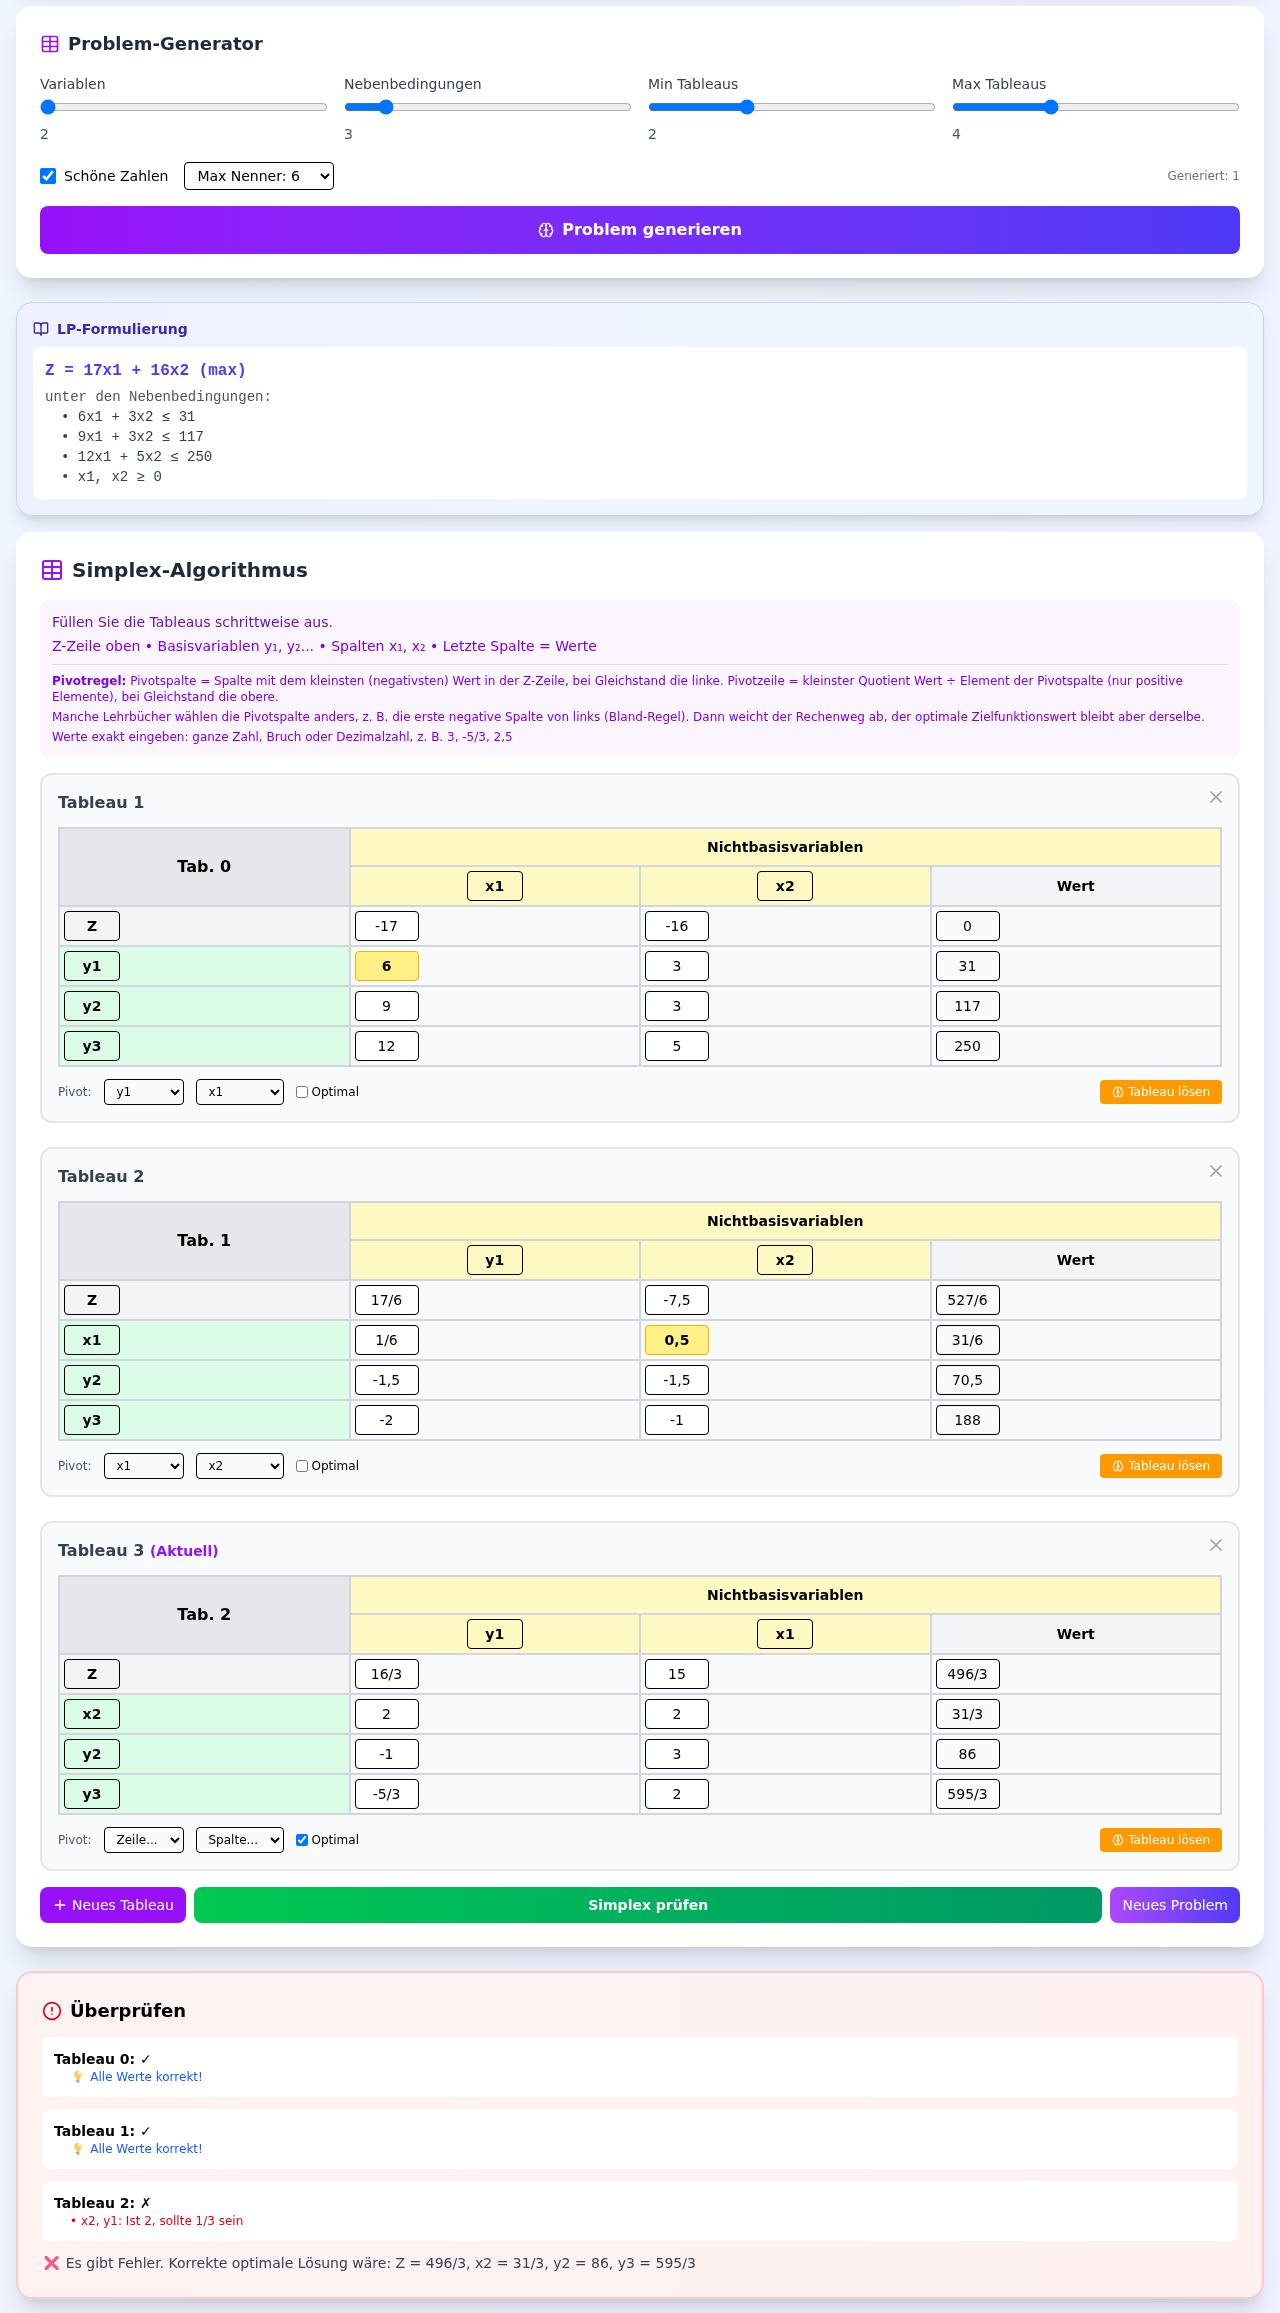 Problem-Generator
Variablen Nebenbedingungen Min Tableaus Max Tableaus
2 3 2 4
Schöne Zahlen Max Nenner: 6 Generiert: 1
Problem generieren
LP-Formulierung
Z = 17x1 + 16x2 (max)
unter den Nebenbedingungen:
• 6x1 + 3x2 ≤ 31
• 9x1 + 3x2 ≤ 117
• 12x1 + 5x2 ≤ 250
• x1, x2 ≥ 0
Simplex-Algorithmus
Füllen Sie die Tableaus schrittweise aus.
Z-Zeile oben • Basisvariablen y₁, y₂... • Spalten x₁, x₂ • Letzte Spalte = Werte
Pivotregel: Pivotspalte = Spalte mit dem kleinsten (negativsten) Wert in der Z-Zeile, bei Gleichstand die linke. Pivotzeile = kleinster Quotient Wert ÷ Element der Pivotspalte (nur positive
Elemente), bei Gleichstand die obere.
Manche Lehrbücher wählen die Pivotspalte anders, z. B. die erste negative Spalte von links (Bland-Regel). Dann weicht der Rechenweg ab, der optimale Zielfunktionswert bleibt aber derselbe.
Werte exakt eingeben: ganze Zahl, Bruch oder Dezimalzahl, z. B. 3, -5/3, 2,5
Tableau 1
Tab. 0 Nichtbasisvariablen
x1 x2 Wert
Z -17 -16 0
y1 6 3 31
y2 9 3 117
y3 12 5 250
Pivot: y1 x1 Optimal Tableau lösen
Tableau 2
Tab. 1 Nichtbasisvariablen
y1 x2 Wert
Z 17/6 -7,5 527/6
x1 1/6 0,5 31/6
y2 -1,5 -1,5 70,5
y3 -2 -1 188
Pivot: x1 x2 Optimal Tableau lösen
Tableau 3 (Aktuell)
Tab. 2 Nichtbasisvariablen
y1 x1 Wert
Z 16/3 15 496/3
x2 2 2 31/3
y2 -1 3 86
y3 -5/3 2 595/3
Pivot: Zeile... Spalte... Optimal Tableau lösen
+ Neues Tableau Simplex prüfen Neues Problem
Überprüfen
Tableau 0: ✓
💡 Alle Werte korrekt!
Tableau 1: ✓
💡 Alle Werte korrekt!
Tableau 2: ✗
• x2, y1: Ist 2, sollte 1/3 sein
❌ Es gibt Fehler. Korrekte optimale Lösung wäre: Z = 496/3, x2 = 31/3, y2 = 86, y3 = 595/3